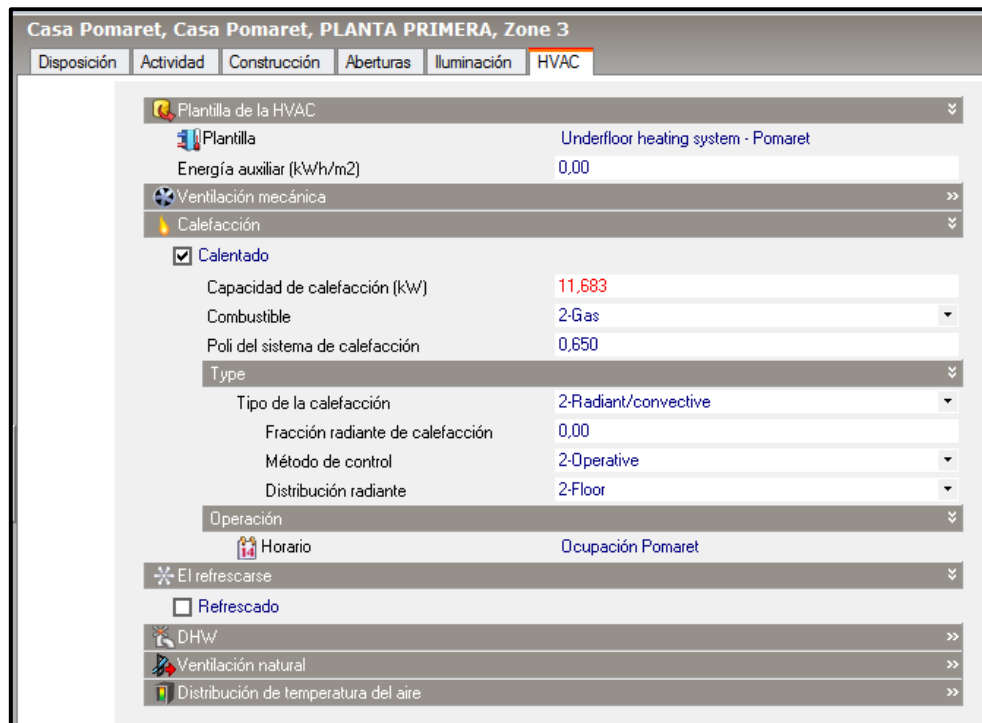 Casa Pomaret, Casa Pomaret, PLANTA PRIMERA, Zone 3
Disposición Actividad Construcción Aberturas Iluminación HVAC
Plantilla de la HVAC
Plantilla Underfloor heating system - Pomaret
Energía auxiliar (kWh/m2) 0,00
Ventilación mecánica
Calefacción
Calentado
Capacidad de calefacción (kW) 11,683
Combustible 2-Gas
Poli del sistema de calefacción 0,650
Type
Tipo de la calefacción 2-Radiant/convective
Fracción radiante de calefacción 0,00
Método de control 2-Operative
Distribución radiante 2-Floor
Operación
14 Horario Ocupación Pomaret
El refrescarse
Refrescado
DHW
Ventilación natural
Distribución de temperatura del aire